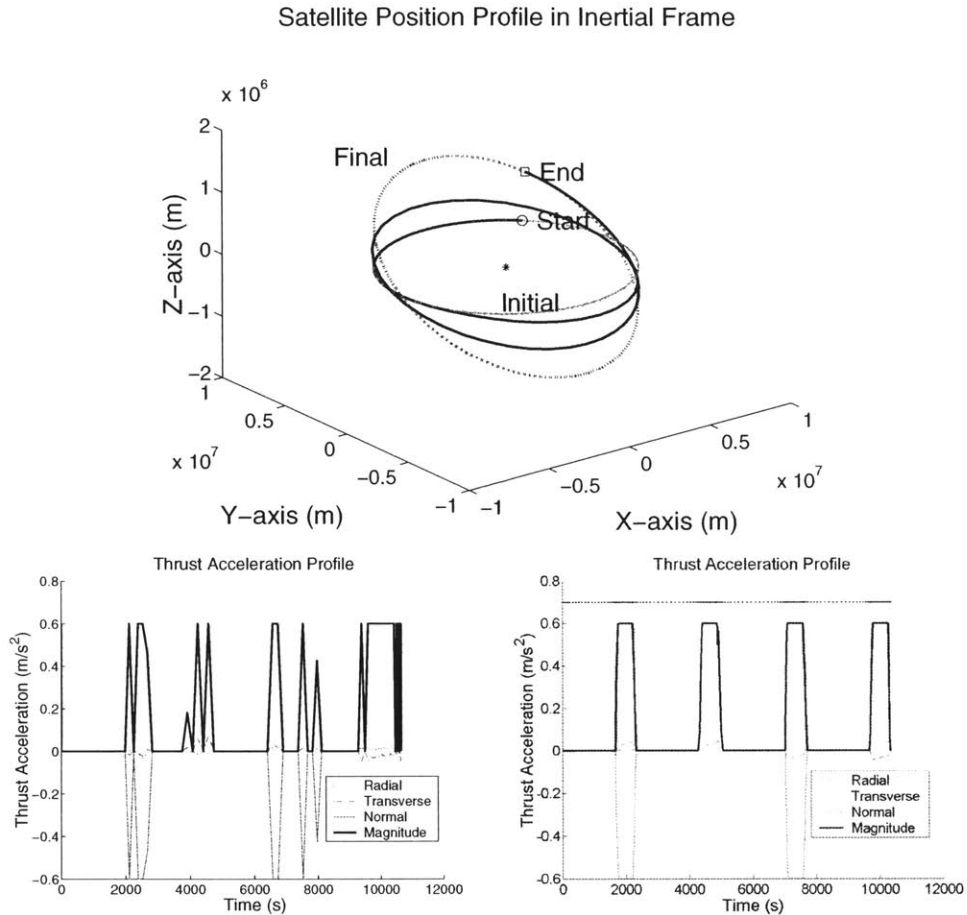 Satellite Position Profile in Inertial Frame
x 10^6
2
1
0
−1
−2
Z−axis (m)
Final
End
Start
Initial
1
0.5
0
−0.5
−1
x 10^7
Y−axis (m)
−1
−0.5
0
0.5
1
x 10^7
X−axis (m)
Thrust Acceleration Profile
0.8
0.6
0.4
0.2
0
−0.2
−0.4
−0.6
Thrust Acceleration (m/s^2)
0
2000
4000
6000
8000
10000
12000
Time (s)
Radial
Transverse
Normal
Magnitude
Thrust Acceleration Profile
0.8
0.6
0.4
0.2
0
−0.2
−0.4
−0.6
Thrust Acceleration (m/s^2)
0
2000
4000
6000
8000
10000
12000
Time (s)
Radial
Transverse
Normal
Magnitude